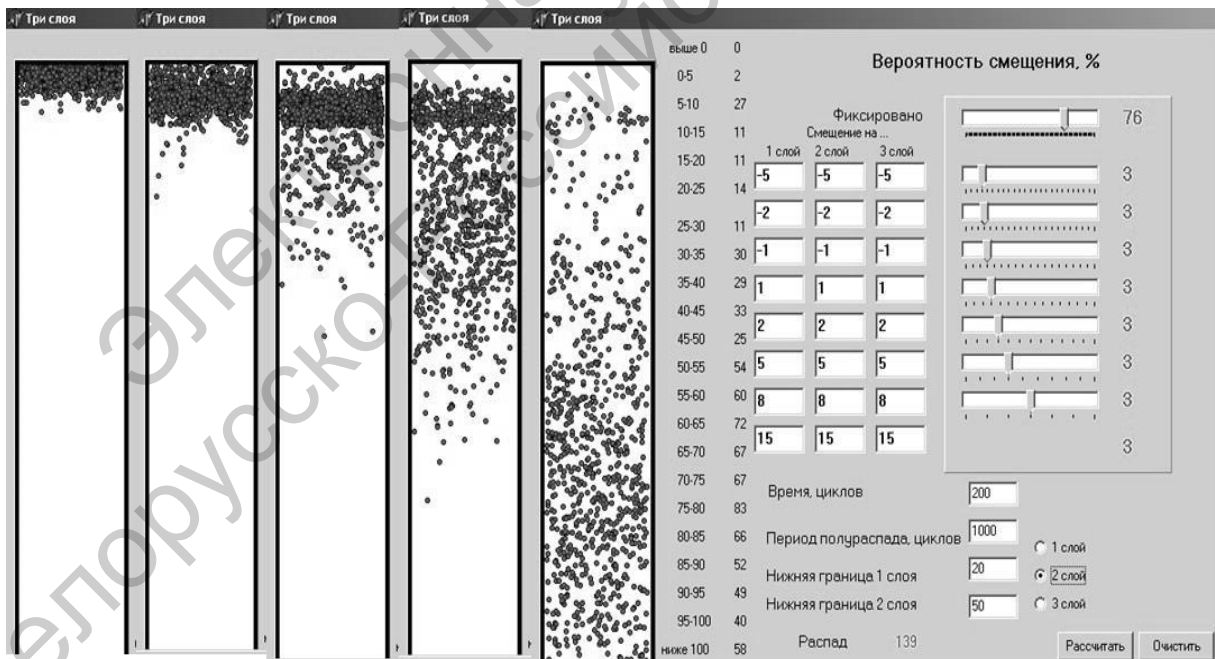 Три слоя
Три слоя
Три слоя
Три слоя
Три слоя
выше 0 0
0-5 2
5-10 27
10-15 11
15-20 11
20-25 14
25-30 11
30-35 30
35-40 29
40-45 33
45-50 25
50-55 54
55-60 60
60-65 72
65-70 67
70-75 67
75-80 83
80-85 66
85-90 52
90-95 49
95-100 40
ниже 100 58
Вероятность смещения, %
Фиксировано 76
Смещение на ...
1 слой 2 слой 3 слой
-5 -5 -5 3
-2 -2 -2 3
-1 -1 -1 3
1 1 1 3
2 2 2 3
5 5 5 3
8 8 8 3
15 15 15 3
Время, циклов 200
Период полураспада, циклов 1000
Нижняя граница 1 слоя 20
Нижняя граница 2 слоя 50
1 слой
2 слой
3 слой
Распад 139
Рассчитать Очистить